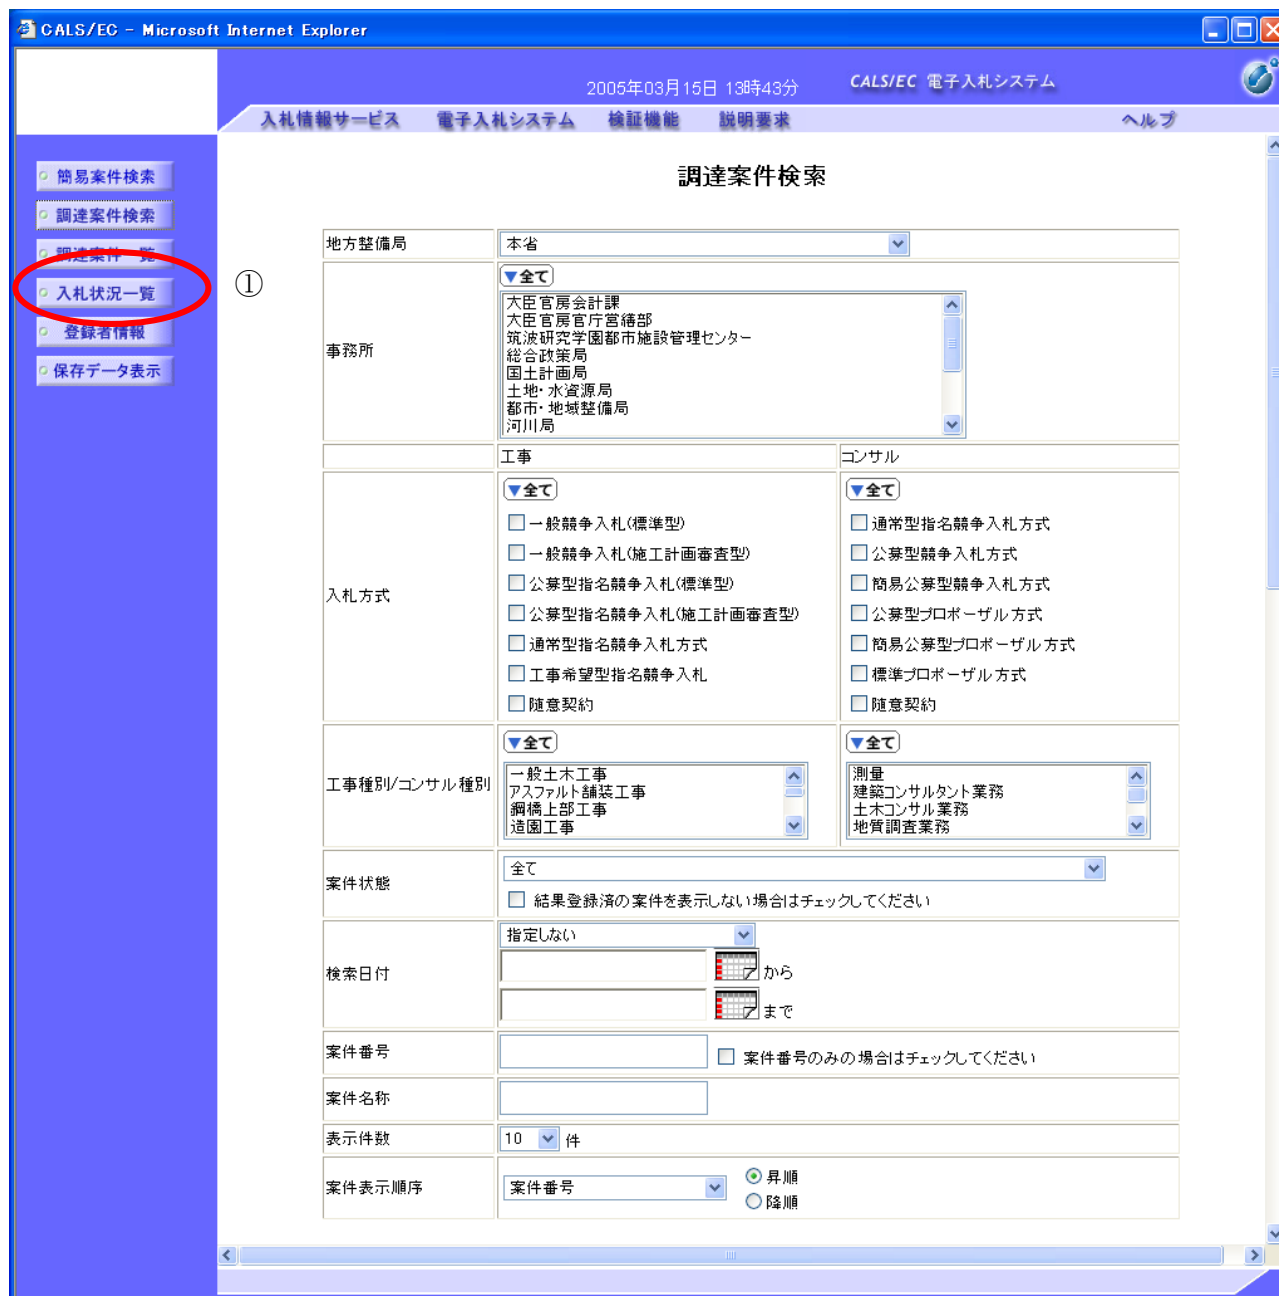 CALS/EC - Microsoft Internet Explorer
2005年03月15日 13時43分
CALS/EC 電子入札システム
入札情報サービス 電子入札システム 検証機能 説明要求 ヘルプ
簡易案件検索
調達案件検索
調達案件一覧
入札状況一覧
登録者情報
保存データ表示
①
調達案件検索
地方整備局 本省
事務所
▼全て
大臣官房会計課
大臣官房官庁営繕部
筑波研究学園都市施設管理センター
総合政策局
国土計画局
土地・水資源局
都市・地域整備局
河川局
工事 コンサル
入札方式
▼全て ▼全て
一般競争入札(標準型) 通常型指名競争入札方式
一般競争入札(施工計画審査型) 公募型競争入札方式
公募型指名競争入札(標準型) 簡易公募型競争入札方式
公募型指名競争入札(施工計画審査型) 公募型プロポーザル方式
通常型指名競争入札方式 簡易公募型プロポーザル方式
工事希望型指名競争入札 標準プロポーザル方式
随意契約 随意契約
工事種別/コンサル種別
▼全て ▼全て
一般土木工事 測量
アスファルト舗装工事 建築コンサルタント業務
鋼橋上部工事 土木コンサル業務
造園工事 地質調査業務
案件状態
全て
結果登録済の案件を表示しない場合はチェックしてください
検索日付
指定しない
から
まで
案件番号 案件番号のみの場合はチェックしてください
案件名称
表示件数 10 件
案件表示順序 案件番号
昇順
降順